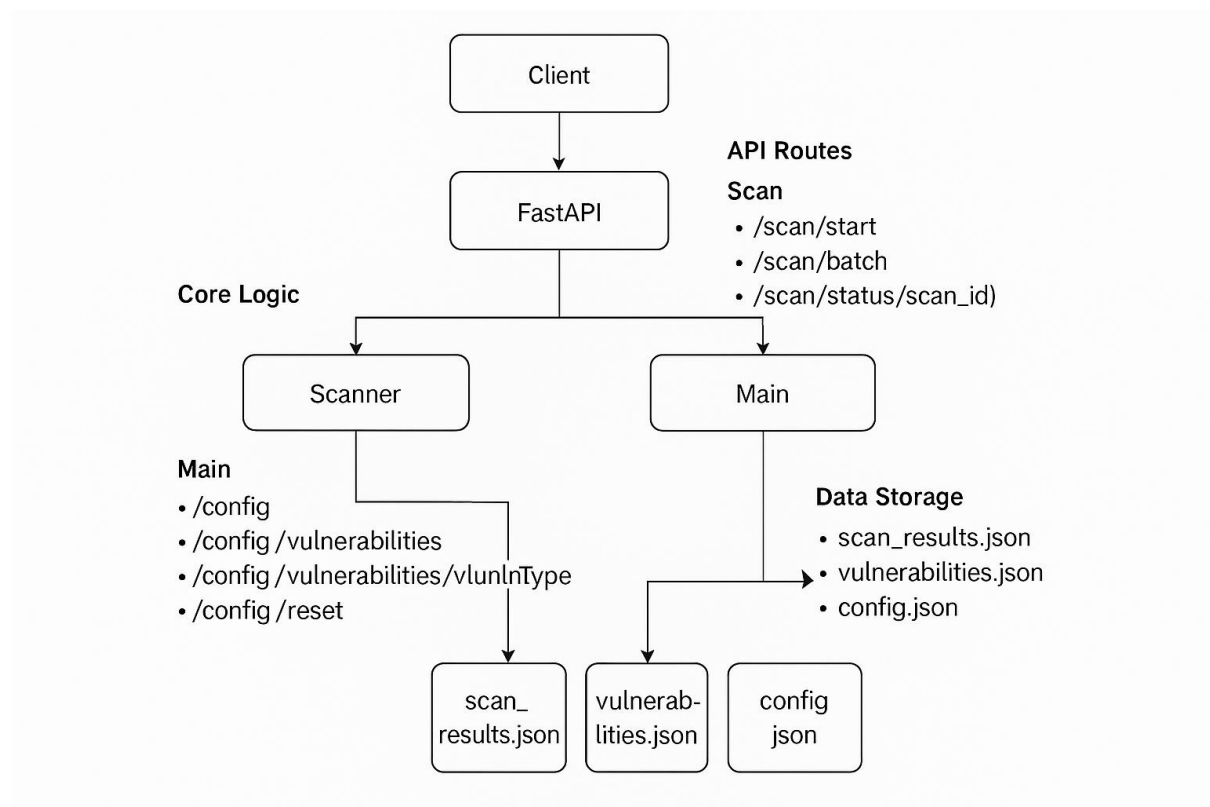 Client
API Routes
Scan
• /scan/start
• /scan/batch
• /scan/status/scan_id)
FastAPI
Core Logic
Scanner
Main
Main
• /config
• /config /vulnerabilities
• /config /vulnerabilities/vlunlnType
• /config /reset
Data Storage
• scan_results.json
• vulnerabilities.json
• config.json
scan_
results.json
vulnerab-
lities.json
config
json